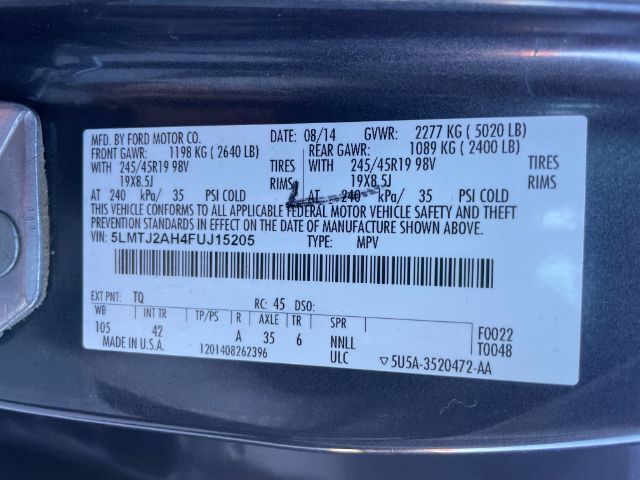 MFD. BY FORD MOTOR CO. DATE: 08/14 GVWR: 2277 KG ( 5020 LB)
FRONT GAWR: 1198 KG ( 2640 LB) REAR GAWR: 1089 KG ( 2400 LB)
WITH 245/45R19 98V TIRES WITH 245/45R19 98V TIRES
19X8.5J RIMS 19X8.5J RIMS
AT 240 kPa/ 35 PSI COLD AT 240 kPa/ 35 PSI COLD
THIS VEHICLE CONFORMS TO ALL APPLICABLE FEDERAL MOTOR VEHICLE SAFETY AND THEFT
PREVENTION STANDARDS IN EFFECT ON THE DATE OF MANUFACTURE SHOWN ABOVE.
VIN: 5LMTJ2AH4FUJ15205 TYPE: MPV
EXT PNT: TQ RC: 45 DSO:
WB INT TR TP/PS R AXLE TR SPR F0022
105 42 A 35 6 NNLL T0048
MADE IN U.S.A. 1201408262396 ULC ▽5U5A-3520472-AA